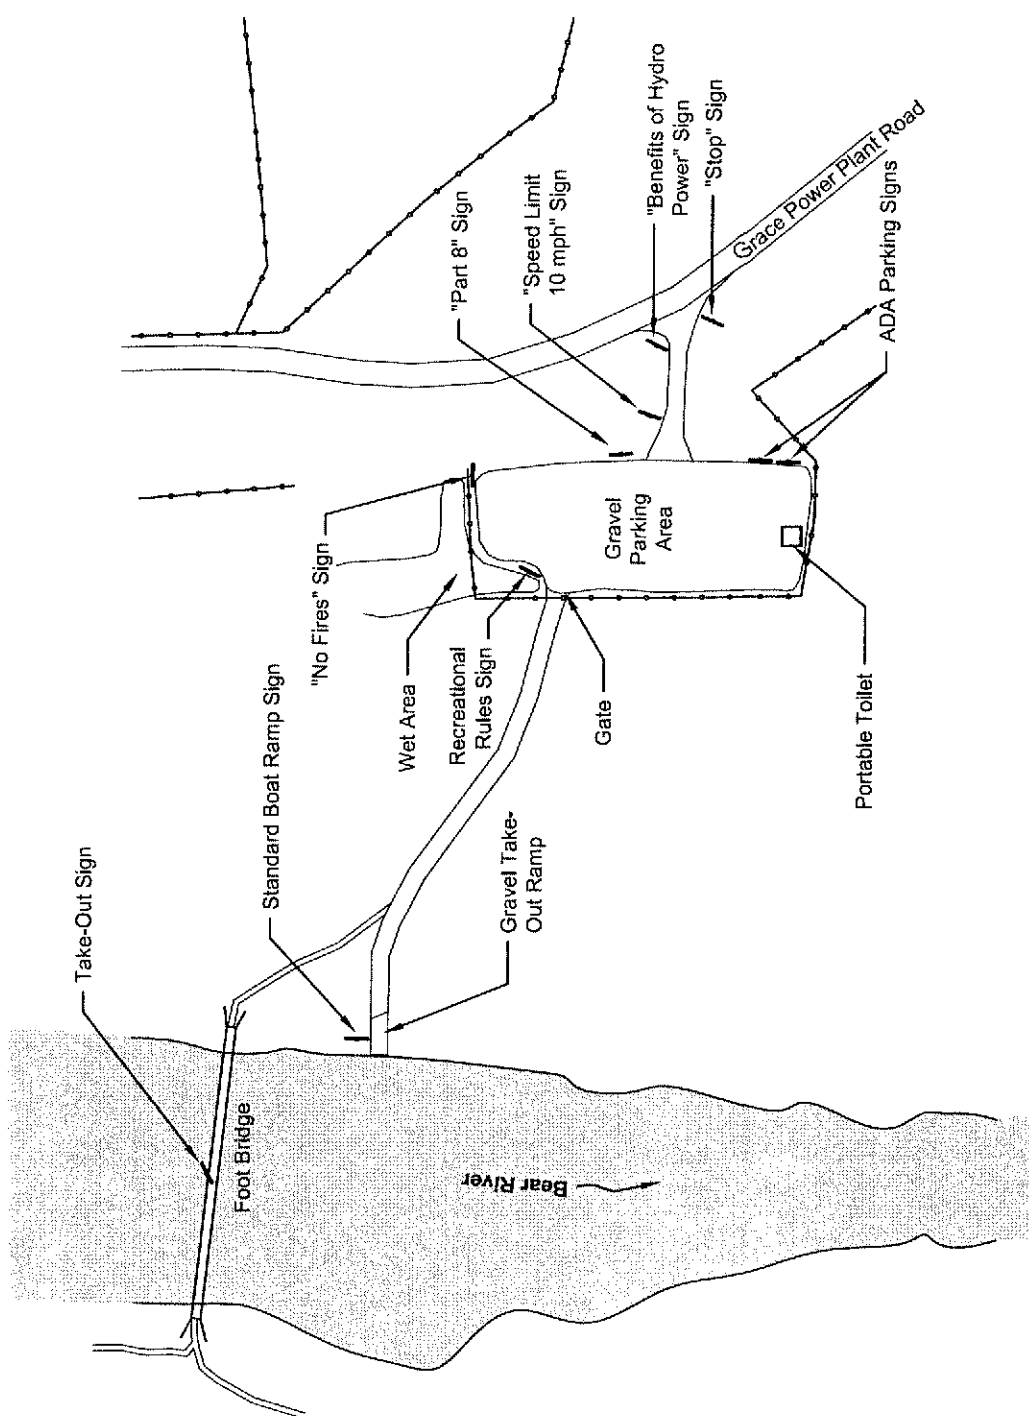 Take-Out Sign
Foot Bridge
Standard Boat Ramp Sign
Bear River
Gravel Take-
Out Ramp
"No Fires" Sign
Wet Area
Recreational
Rules Sign
Gate
Gravel
Parking
Area
Portable Toilet
"Part 8" Sign
"Speed Limit
10 mph" Sign
"Benefits of Hydro
Power" Sign
"Stop" Sign
Grace Power Plant Road
ADA Parking Signs